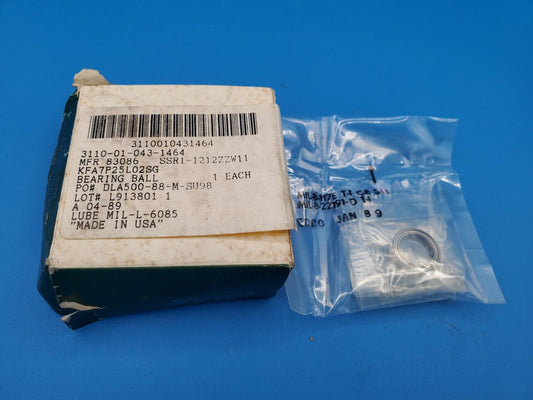 3110010431464
3110-01-043-1464
MFR 83086 SSRI-1212ZZW11
KFA7P25L02SG
BEARING BALL 1 EACH
PO# DLA500-88-M-SU98
LOT# L913801 1
A 04-89
LUBE MIL-L-6085
"MADE IN USA"
1
JAN 89